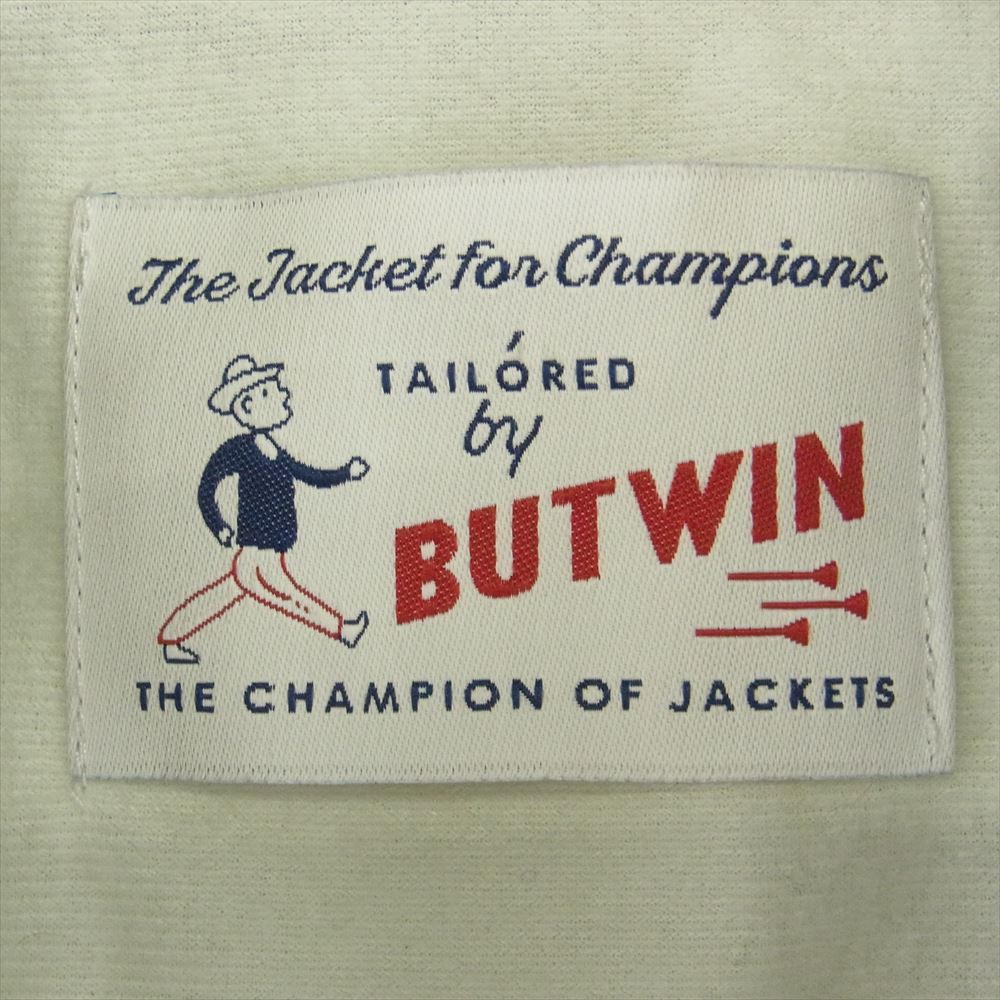 The Jacket for Champions
TAILÓRED
by
BUTWIN
THE CHAMPION OF JACKETS